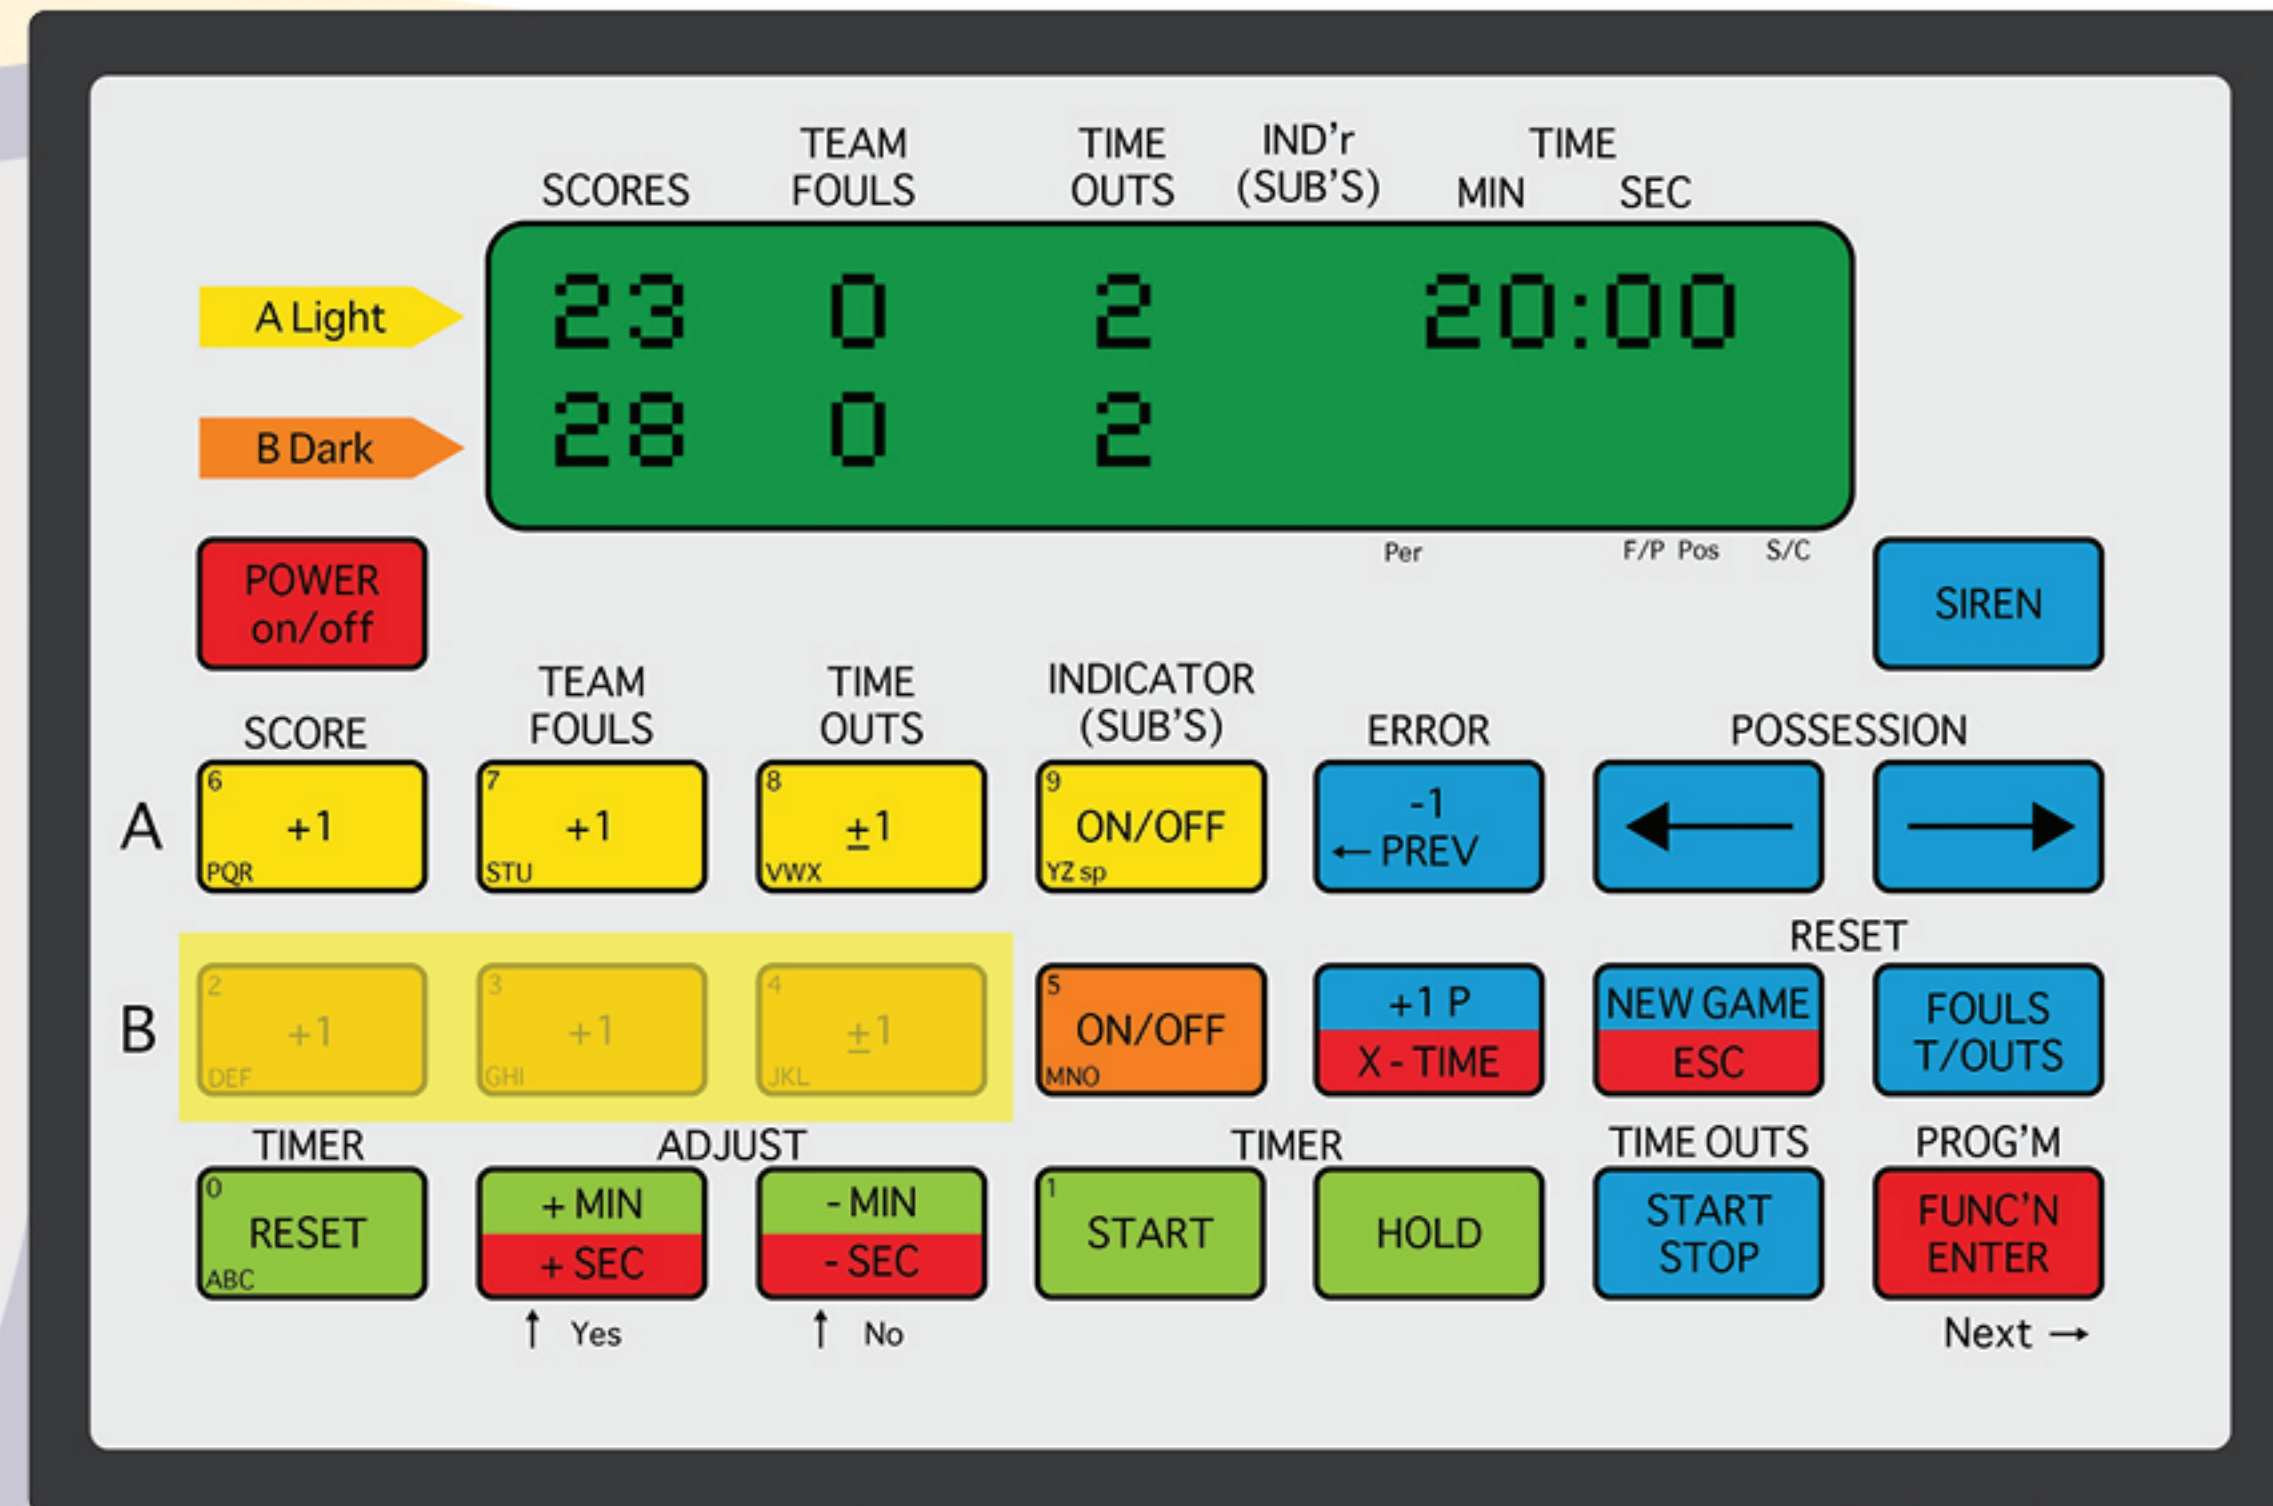 TEAM TIME IND'r TIME
SCORES FOULS OUTS (SUB'S) MIN SEC
A Light 23 0 2 20:00
B Dark 28 0 2
Per F/P Pos S/C
POWER
on/off
SIREN
TEAM TIME INDICATOR
SCORE FOULS OUTS (SUB'S) ERROR POSSESSION
A
6 +1 PQR
7 +1 STU
8 ±1 VWX
9 ON/OFF YZ sp
-1
← PREV
← →
RESET
B
2 +1 DEF
3 +1 GHI
4 ±1 JKL
5 ON/OFF MNO
+1 P
X - TIME
NEW GAME
ESC
FOULS
T/OUTS
TIMER ADJUST TIMER TIME OUTS PROG'M
0 RESET ABC
+ MIN
+ SEC
- MIN
- SEC
1 START
HOLD
START
STOP
FUNC'N
ENTER
↑ Yes ↑ No Next →